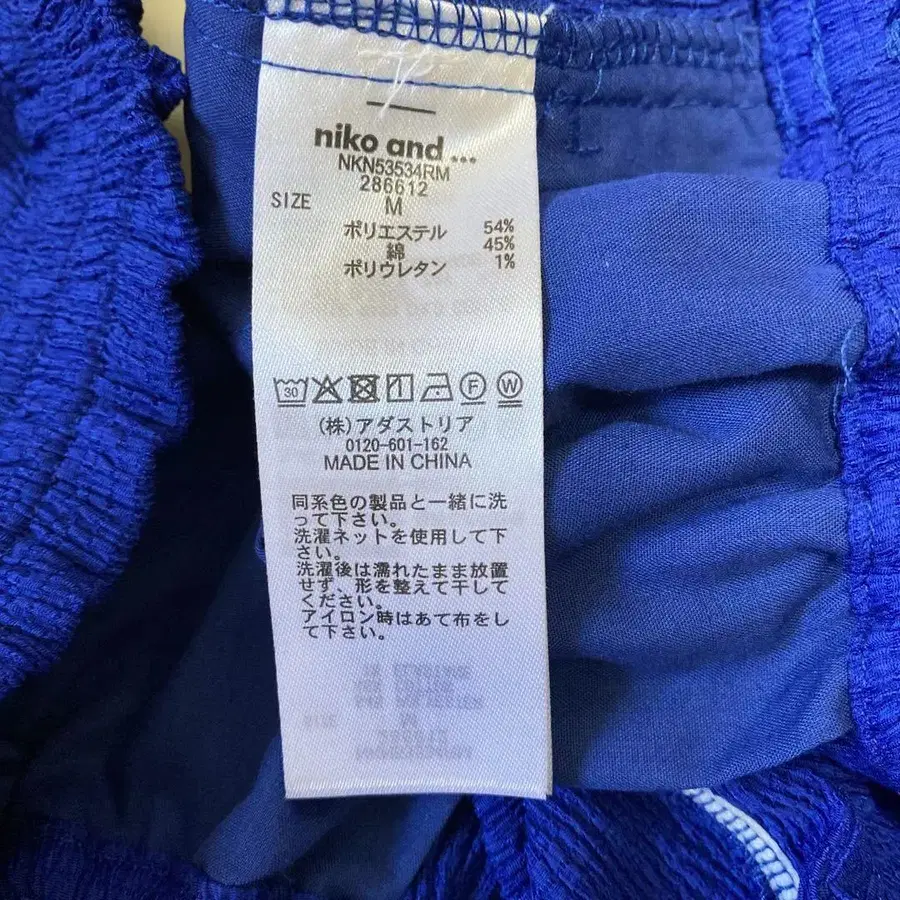 niko and ...
NKN53534RM
286612
SIZE M
ポリエステル 54%
綿 45%
ポリウレタン 1%
30 F W
(株)アダストリア
0120-601-162
MADE IN CHINA
同系色の製品と一緒に洗
って下さい。
洗濯ネットを使用して下
さい。
洗濯後は濡れたまま放置
せず、形を整えて干して
ください。
アイロン時はあて布をし
て下さい。